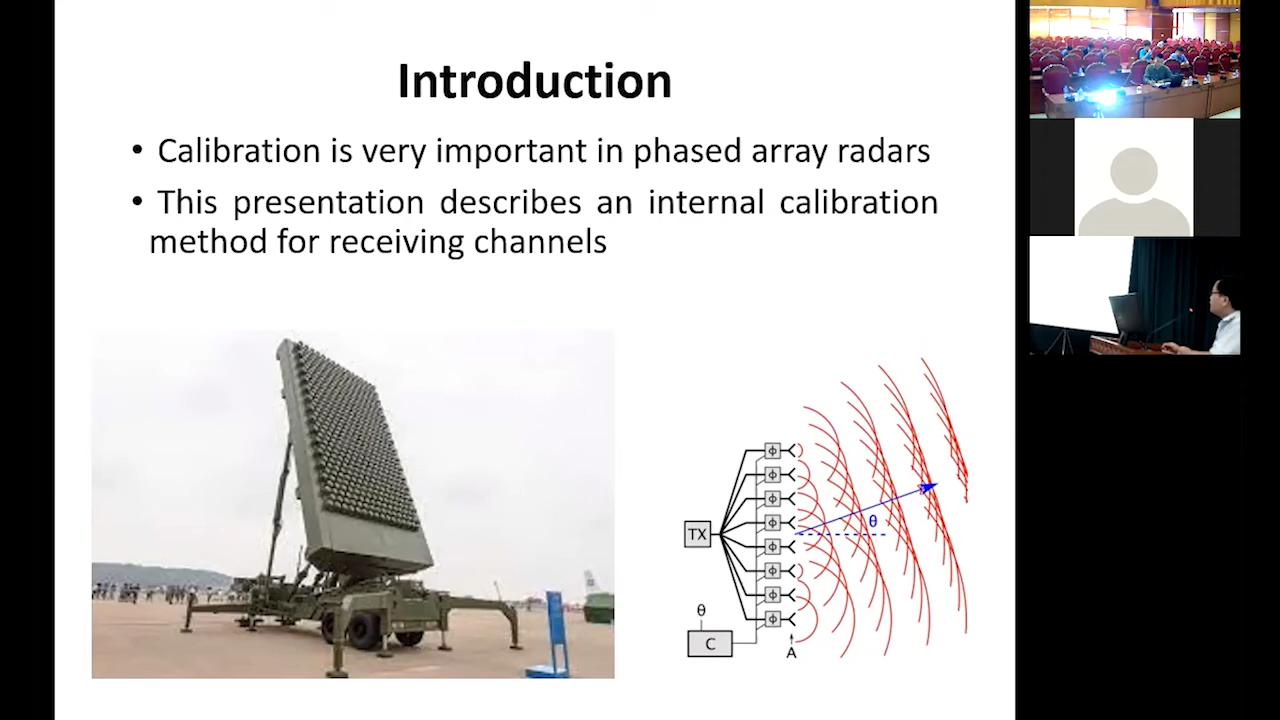 Introduction
• Calibration is very important in phased array radars
• This presentation describes an internal calibration
method for receiving channels
TX
ϕ
ϕ
ϕ
ϕ
ϕ
ϕ
ϕ
ϕ
θ
θ
C
A